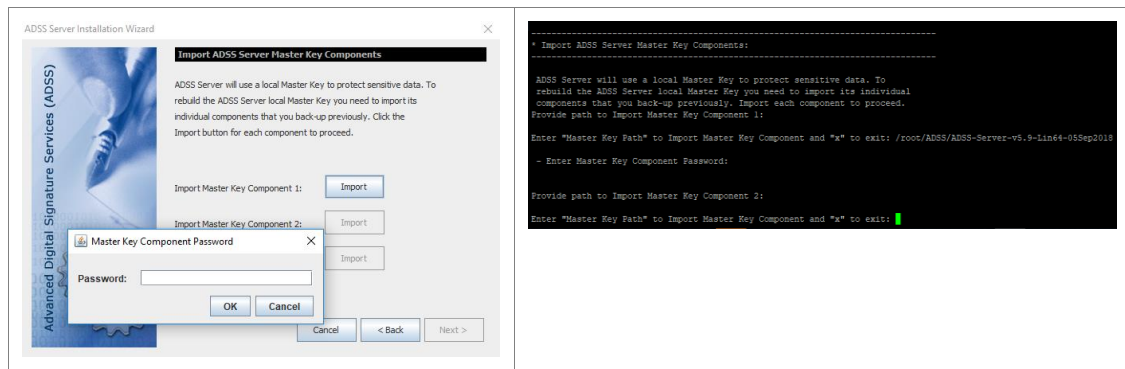 ADSS Server Installation Wizard
Advanced Digital Signature Services (ADSS)
Import ADSS Server Master Key Components
ADSS Server will use a local Master Key to protect sensitive data. To
rebuild the ADSS Server local Master Key you need to import its
individual components that you back-up previously. Click the
Import button for each component to proceed.
Import Master Key Component 1:
Import
Import Master Key Component 2:
Import
Import
Master Key Component Password
Password:
OK
Cancel
Cancel
< Back
Next >
--------------------------------------------------------------------------------
* Import ADSS Server Master Key Components:
--------------------------------------------------------------------------------
ADSS Server will use a local Master Key to protect sensitive data. To
rebuild the ADSS Server local Master Key you need to import its individual
components that you back-up previously. Import each component to proceed.
Provide path to Import Master Key Component 1:
Enter "Master Key Path" to Import Master Key Component and "x" to exit: /root/ADSS/ADSS-Server-v5.9-Lin64-05Sep2018
- Enter Master Key Component Password:
Provide path to Import Master Key Component 2:
Enter "Master Key Path" to Import Master Key Component and "x" to exit: